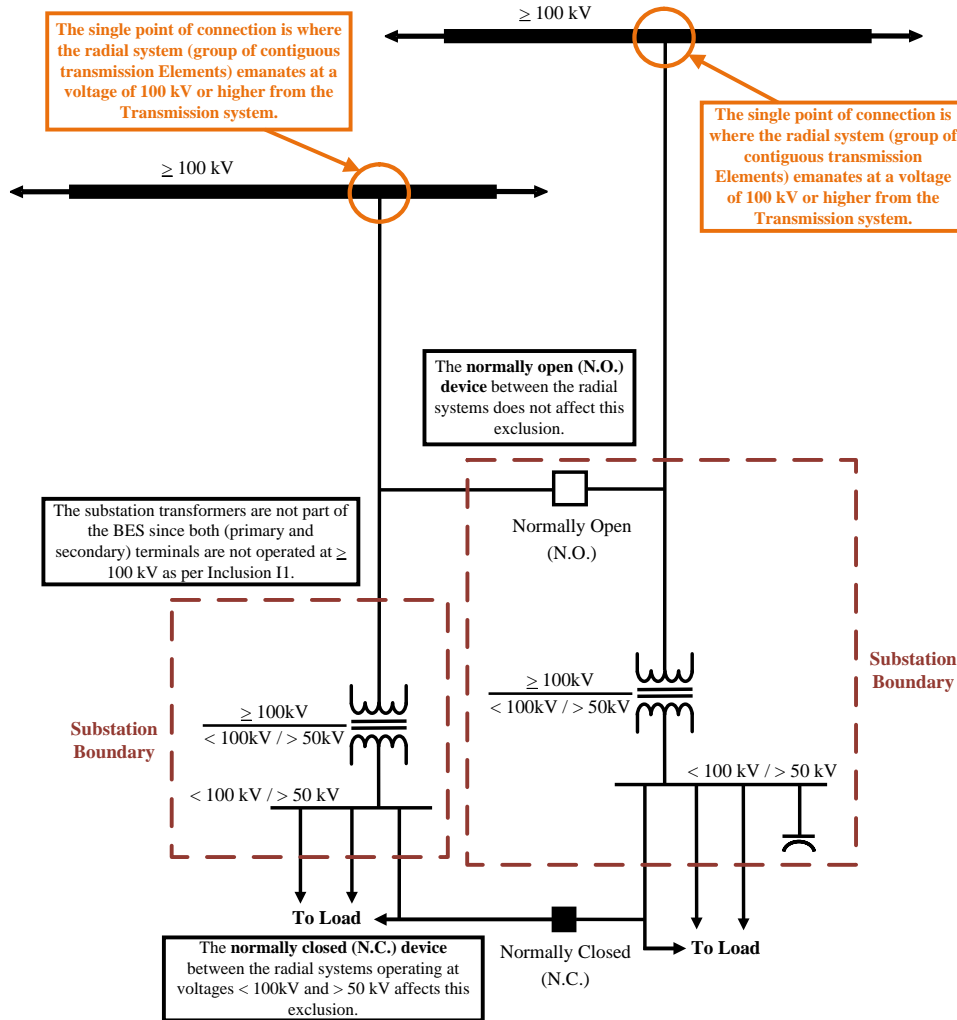 ≥ 100 kV
The single point of connection is where
the radial system (group of contiguous
transmission Elements) emanates at a
voltage of 100 kV or higher from the
Transmission system.
The single point of connection is
where the radial system (group of
contiguous transmission
Elements) emanates at a voltage
of 100 kV or higher from the
Transmission system.
≥ 100 kV
The normally open (N.O.)
device between the radial
systems does not affect this
exclusion.
Normally Open
(N.O.)
The substation transformers are not part of
the BES since both (primary and
secondary) terminals are not operated at ≥
100 kV as per Inclusion I1.
Substation
Boundary
≥ 100kV
< 100kV / > 50kV
Substation
Boundary
≥ 100kV
< 100kV / > 50kV
< 100 kV / > 50 kV
< 100 kV / > 50 kV
To Load
Normally Closed
(N.C.)
To Load
The normally closed (N.C.) device
between the radial systems operating at
voltages < 100kV and > 50 kV affects this
exclusion.